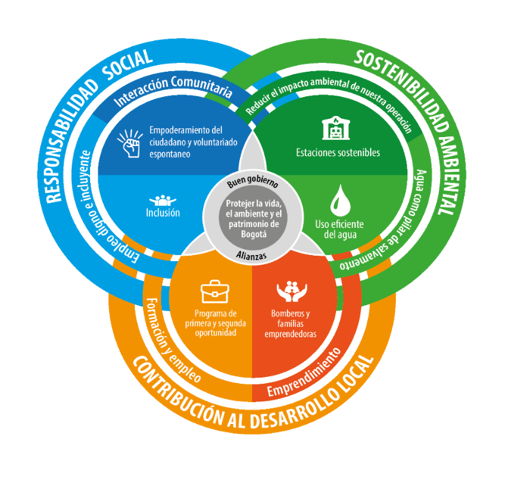 RESPONSABILIDAD SOCIAL
SOSTENIBILIDAD AMBIENTAL
Interacción Comunitaria
Reducir el impacto ambiental de nuestra operación
Empoderamiento del
ciudadano y voluntariado
espontaneo
Estaciones sostenibles
Empleo digno e incluyente
Inclusión
Buen gobierno
Protejer la vida,
el ambiente y el
patrimonio de
Bogotá
Alianzas
Uso eficiente
del agua
Agua como pilar de salvamento
Programa de
primera y segunda
oportunidad
Bomberos y
familias
emprendedoras
Formación y empleo
Emprendimiento
CONTRIBUCIÓN AL DESARROLLO LOCAL